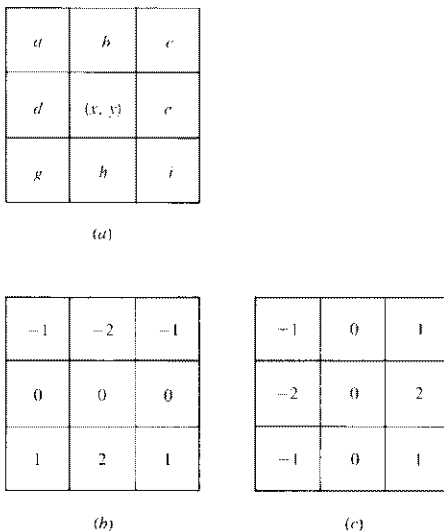 a b c
d (x, y) e
g h i
(a)
-1 -2 -1
0 0 0
1 2 1
(b)
-1 0 1
-2 0 2
-1 0 1
(c)